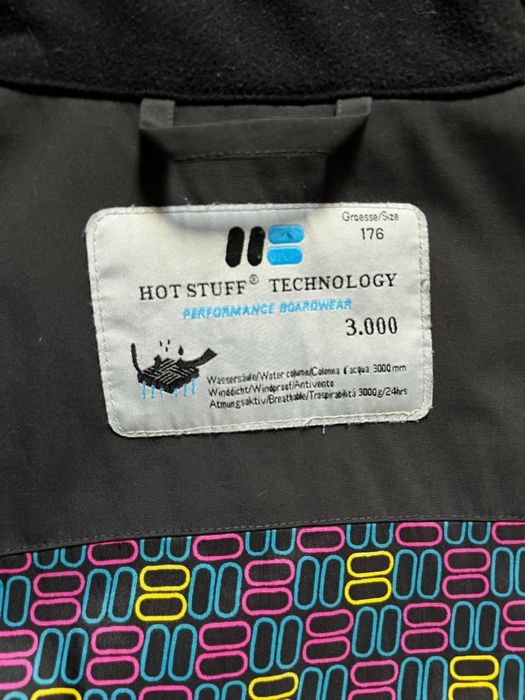 Groesse/Size
176
HOT STUFF® TECHNOLOGY
PERFORMANCE BOARDWEAR
3.000
Wassersäule/Water column/Colonna d'acqua 3000mm
Winddicht/Windproof/Antivento
Atmungsaktiv/Breathable/Traspirabilità 3000g/24hrs